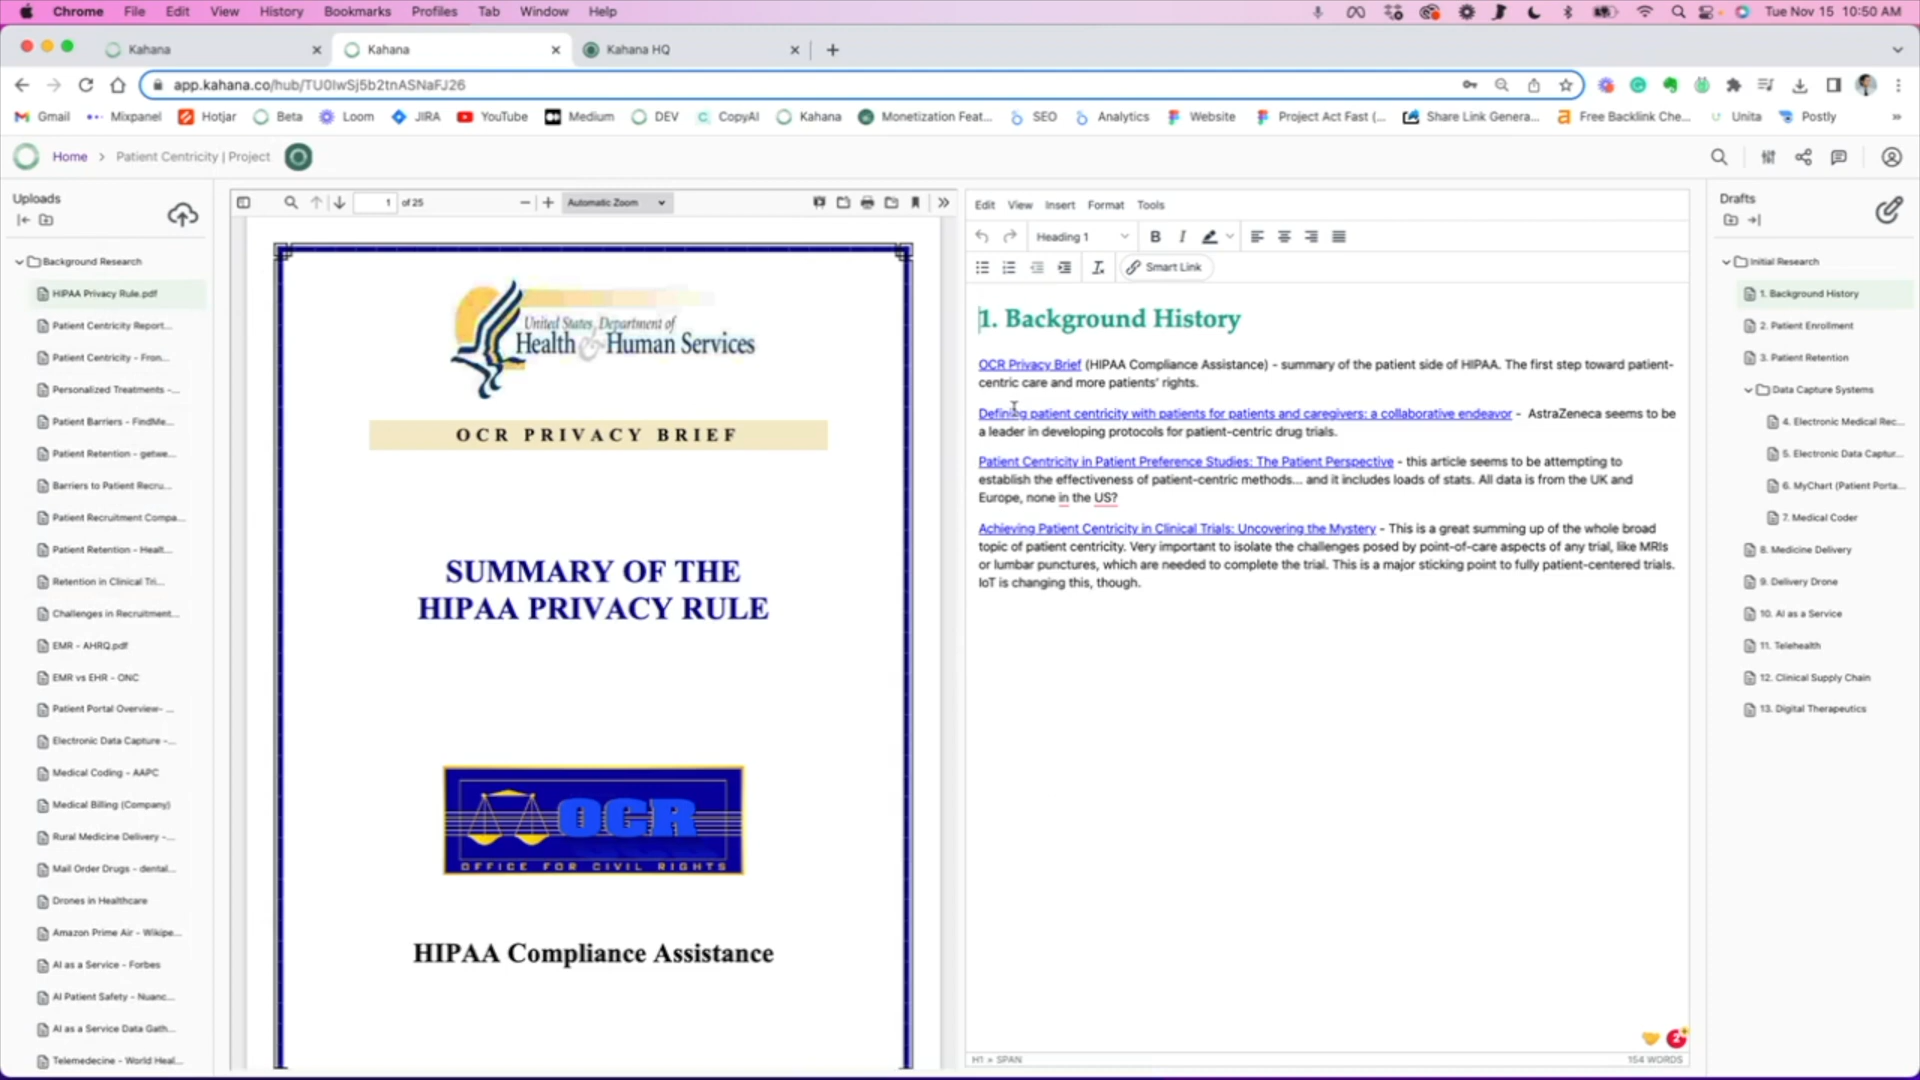 Chrome File Edit View History Bookmarks Profiles Tab Window Help Tue Nov 15 10:50 AM
Kahana Kahana Kahana HQ
app.kahana.co/hub/TU0IwSj5b2tnASNaFJ26
Gmail Mixpanel Hotjar Beta Loom JIRA YouTube Medium DEV CopyAI Kahana Monetization Feat... SEO Analytics Website Project Act Fast (... Share Link Genera... Free Backlink Che... Unita Postly
Home > Patient Centricity | Project
Uploads
Background Research
HIPAA Privacy Rule.pdf
Patient Centricity Report...
Patient Centricity - Fron...
Personalized Treatments -...
Patient Barriers - FindMe...
Patient Retention - getwe...
Barriers to Patient Recru...
Patient Recruitment Compa...
Patient Retention - Healt...
Retention in Clinical Tri...
Challenges in Recruitment...
EMR - AHRQ.pdf
EMR vs EHR - ONC
Patient Portal Overview- ...
Electronic Data Capture -...
Medical Coding - AAPC
Medical Billing (Company)
Rural Medicine Delivery -...
Mail Order Drugs - dental...
Drones in Healthcare
Amazon Prime Air - Wikipe...
AI as a Service - Forbes
AI Patient Safety - Nuanc...
AI as a Service Data Gath...
Telemedecine - World Heal...
1 of 25 Automatic Zoom
United States Department of
Health & Human Services
OCR PRIVACY BRIEF
SUMMARY OF THE
HIPAA PRIVACY RULE
OCR
OFFICE FOR CIVIL RIGHTS
HIPAA Compliance Assistance
Edit View Insert Format Tools
Heading 1 B I
Smart Link
1. Background History
OCR Privacy Brief (HIPAA Compliance Assistance) - summary of the patient side of HIPAA. The first step toward patient-
centric care and more patients' rights.
Defining patient centricity with patients for patients and caregivers: a collaborative endeavor - AstraZeneca seems to be
a leader in developing protocols for patient-centric drug trials.
Patient Centricity in Patient Preference Studies: The Patient Perspective - this article seems to be attempting to
establish the effectiveness of patient-centric methods... and it includes loads of stats. All data is from the UK and
Europe, none in the US?
Achieving Patient Centricity in Clinical Trials: Uncovering the Mystery - This is a great summing up of the whole broad
topic of patient centricity. Very important to isolate the challenges posed by point-of-care aspects of any trial, like MRIs
or lumbar punctures, which are needed to complete the trial. This is a major sticking point to fully patient-centered trials.
IoT is changing this, though.
2
H1 » SPAN 154 WORDS
Drafts
Initial Research
1. Background History
2. Patient Enrollment
3. Patient Retention
Data Capture Systems
4. Electronic Medical Rec...
5. Electronic Data Captur...
6. MyChart (Patient Porta...
7. Medical Coder
8. Medicine Delivery
9. Delivery Drone
10. AI as a Service
11. Telehealth
12. Clinical Supply Chain
13. Digital Therapeutics